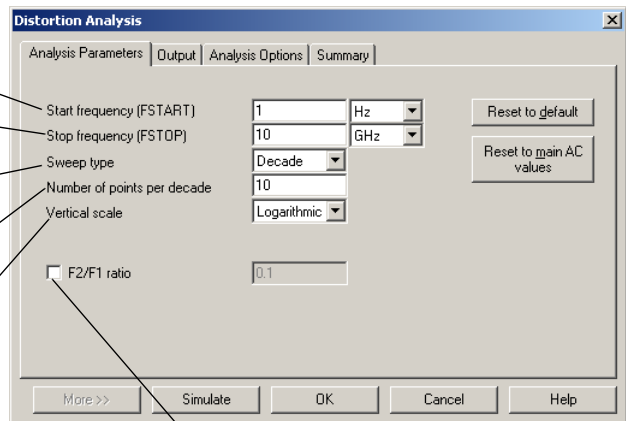 Distortion Analysis
Analysis Parameters Output Analysis Options Summary
Start frequency (FSTART) 1 Hz Reset to default
Stop frequency (FSTOP) 10 GHz
Sweep type Decade Reset to main AC
values
Number of points per decade 10
Vertical scale Logarithmic
F2/F1 ratio 0.1
More >> Simulate OK Cancel Help